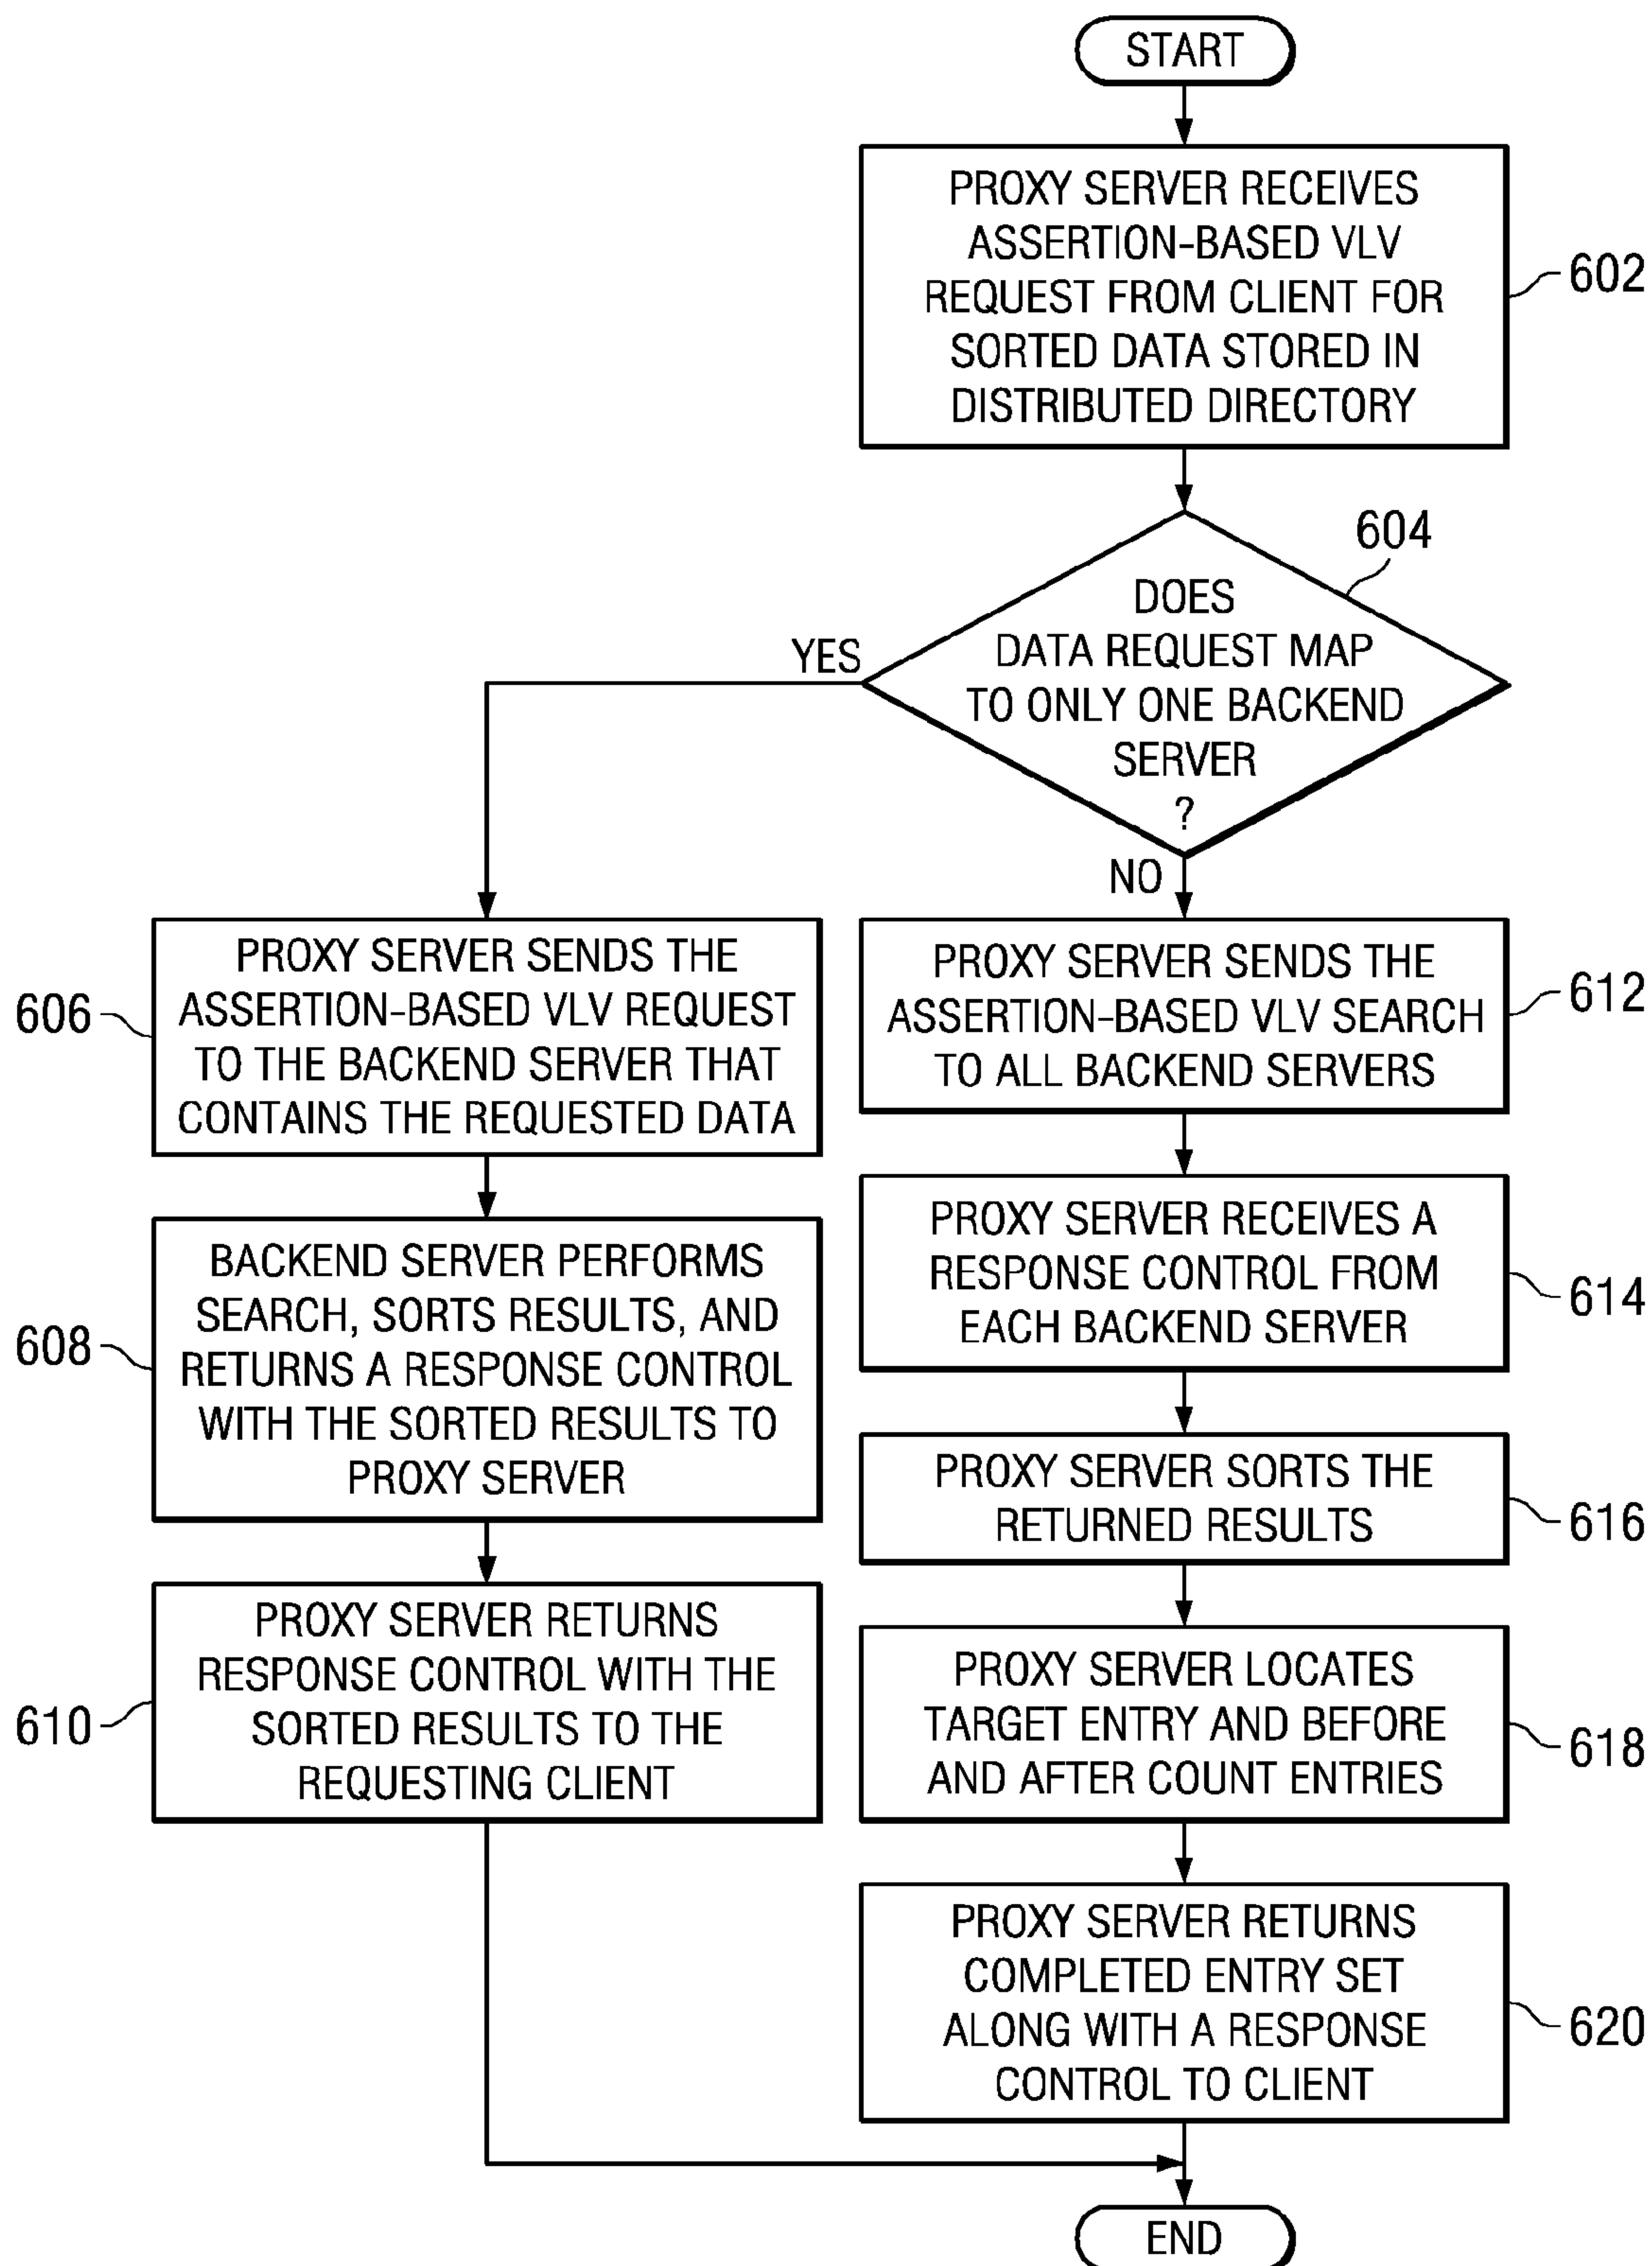 START
PROXY SERVER RECEIVES
ASSERTION-BASED VLV
REQUEST FROM CLIENT FOR
SORTED DATA STORED IN
DISTRIBUTED DIRECTORY
602
604
DOES
DATA REQUEST MAP
TO ONLY ONE BACKEND
SERVER
?
YES
NO
606
PROXY SERVER SENDS THE
ASSERTION-BASED VLV REQUEST
TO THE BACKEND SERVER THAT
CONTAINS THE REQUESTED DATA
608
BACKEND SERVER PERFORMS
SEARCH, SORTS RESULTS, AND
RETURNS A RESPONSE CONTROL
WITH THE SORTED RESULTS TO
PROXY SERVER
610
PROXY SERVER RETURNS
RESPONSE CONTROL WITH THE
SORTED RESULTS TO THE
REQUESTING CLIENT
PROXY SERVER SENDS THE
ASSERTION-BASED VLV SEARCH
TO ALL BACKEND SERVERS
612
PROXY SERVER RECEIVES A
RESPONSE CONTROL FROM
EACH BACKEND SERVER
614
PROXY SERVER SORTS THE
RETURNED RESULTS
616
PROXY SERVER LOCATES
TARGET ENTRY AND BEFORE
AND AFTER COUNT ENTRIES
618
PROXY SERVER RETURNS
COMPLETED ENTRY SET
ALONG WITH A RESPONSE
CONTROL TO CLIENT
620
END